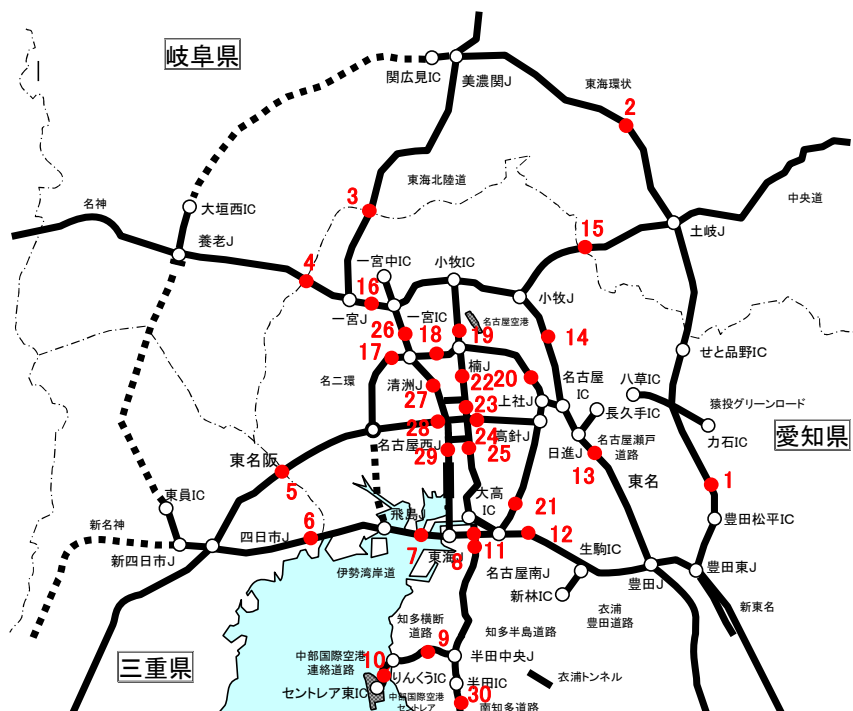 岐阜県
関広見IC
美濃関J
東海環状
2
東海北陸道
3
中央道
大垣西IC
名神
養老J
土岐J
15
一宮中IC
小牧IC
4
16
一宮J
一宮IC
小牧J
名古屋空港
26
18
19
14
17
楠J
せと品野IC
名二環
清洲J
22
20
八草IC
27
上社J
名古屋
IC
23
長久手IC
猿投グリーンロード
28
高針J
力石IC
愛知県
名古屋西J
24
日進J
名古屋瀬戸
道路
東名阪
29
25
13
東名
5
1
東員IC
大高
IC
21
飛島J
新名神
6
豊田松平IC
四日市J
12
新四日市J
7
東海J
8
11
生駒IC
伊勢湾岸道
名古屋南J
豊田J
豊田東J
新林IC
衣浦
豊田道路
新東名
知多横断
道路
知多半島道路
9
三重県
中部国際空港
連絡道路
10
半田中央J
りんくうIC
衣浦トンネル
セントレア東IC
半田IC
中部国際空港
セントレア
30
南知多道路